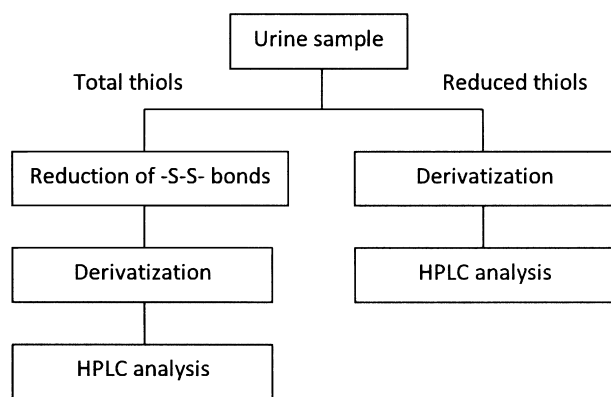 Urine sample
Total thiols
Reduced thiols
Reduction of -S-S- bonds
Derivatization
Derivatization
HPLC analysis
HPLC analysis